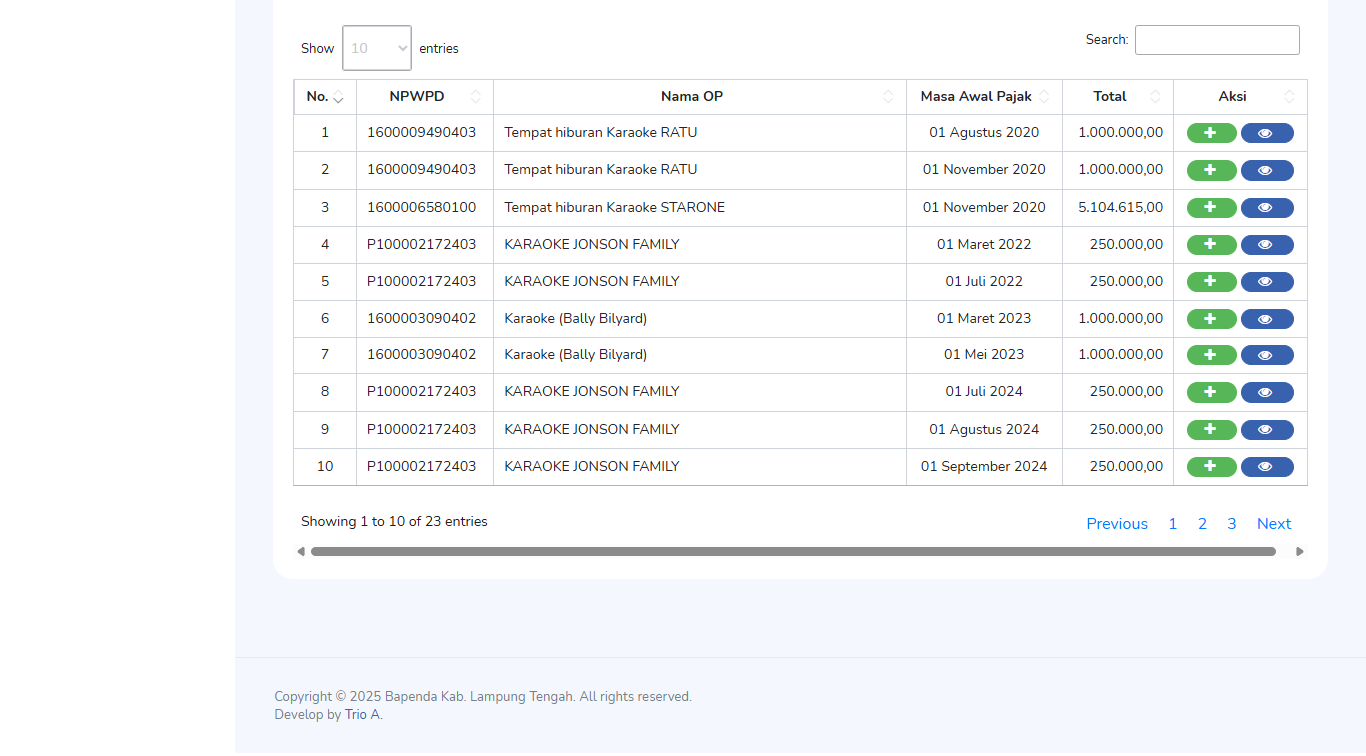 Show 10 entries
Search:
No. NPWPD Nama OP Masa Awal Pajak Total Aksi
1 1600009490403 Tempat hiburan Karaoke RATU 01 Agustus 2020 1.000.000,00
2 1600009490403 Tempat hiburan Karaoke RATU 01 November 2020 1.000.000,00
3 1600006580100 Tempat hiburan Karaoke STARONE 01 November 2020 5.104.615,00
4 P100002172403 KARAOKE JONSON FAMILY 01 Maret 2022 250.000,00
5 P100002172403 KARAOKE JONSON FAMILY 01 Juli 2022 250.000,00
6 1600003090402 Karaoke (Bally Bilyard) 01 Maret 2023 1.000.000,00
7 1600003090402 Karaoke (Bally Bilyard) 01 Mei 2023 1.000.000,00
8 P100002172403 KARAOKE JONSON FAMILY 01 Juli 2024 250.000,00
9 P100002172403 KARAOKE JONSON FAMILY 01 Agustus 2024 250.000,00
10 P100002172403 KARAOKE JONSON FAMILY 01 September 2024 250.000,00
Showing 1 to 10 of 23 entries
Previous 1 2 3 Next
Copyright © 2025 Bapenda Kab. Lampung Tengah. All rights reserved.
Develop by Trio A.